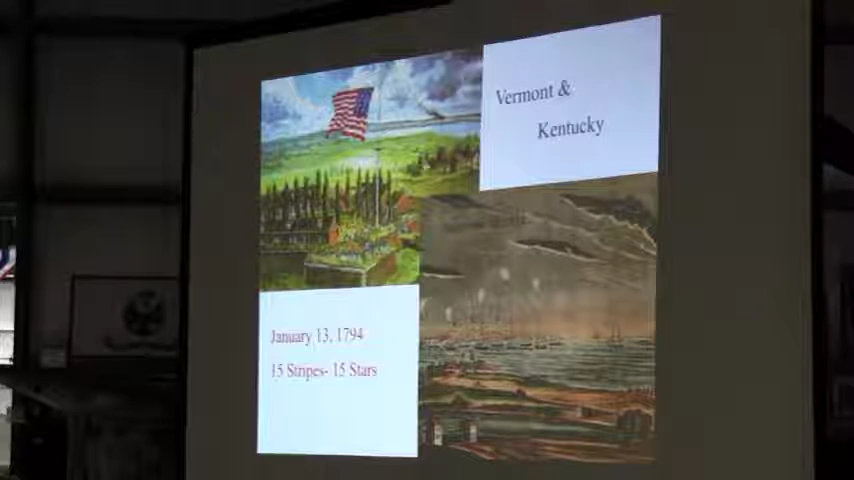 Vermont &
Kentucky
January 13, 1794
15 Stripes- 15 Stars